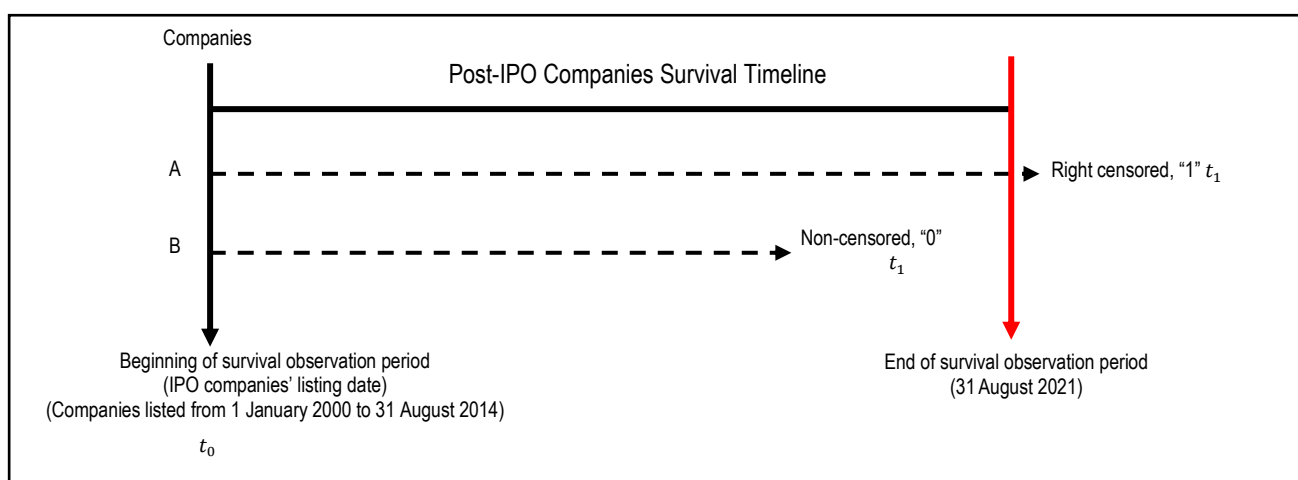 Companies
Post-IPO Companies Survival Timeline
A
Right censored, “1” t₁
B
Non-censored, “0”
t₁
Beginning of survival observation period
(IPO companies’ listing date)
(Companies listed from 1 January 2000 to 31 August 2014)
t₀
End of survival observation period
(31 August 2021)